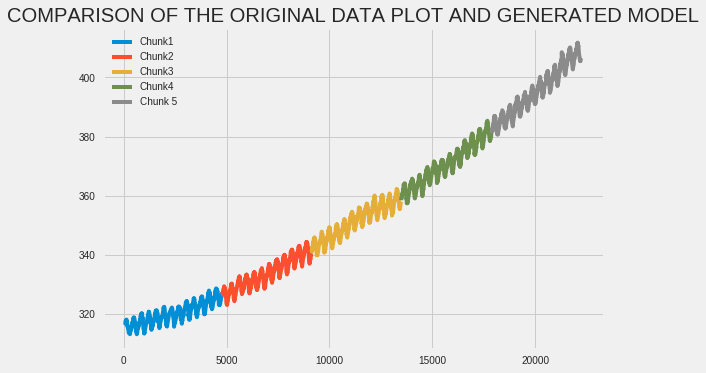 COMPARISON OF THE ORIGINAL DATA PLOT AND GENERATED MODEL
Chunk1
Chunk2
Chunk3
Chunk4
Chunk 5
400
380
360
340
320
0 5000 10000 15000 20000